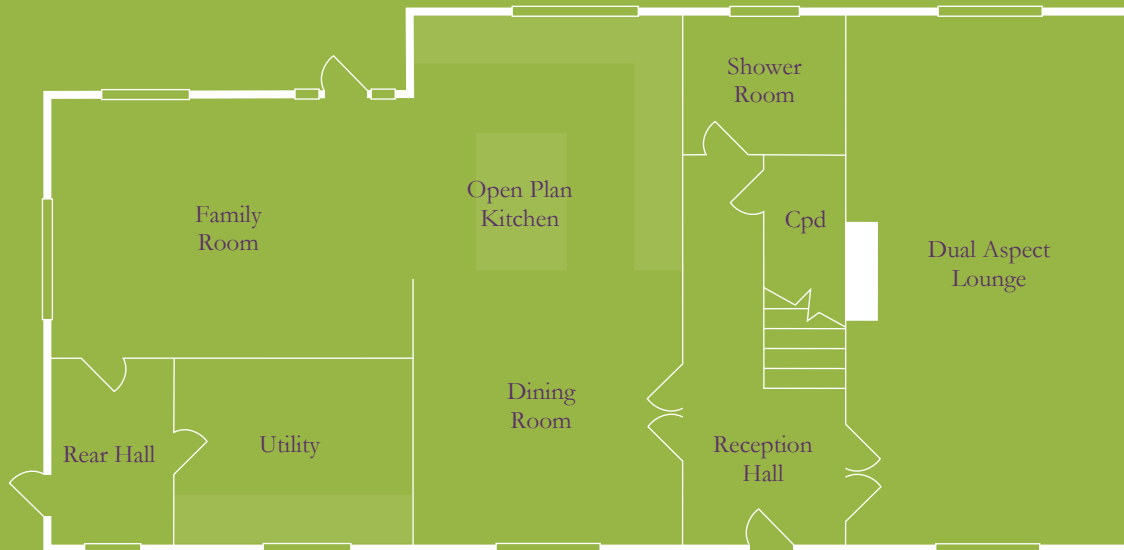 Shower
Room
Open Plan
Kitchen
Family
Room
Cpd
Dual Aspect
Lounge
Dining
Room
Rear Hall
Utility
Reception
Hall